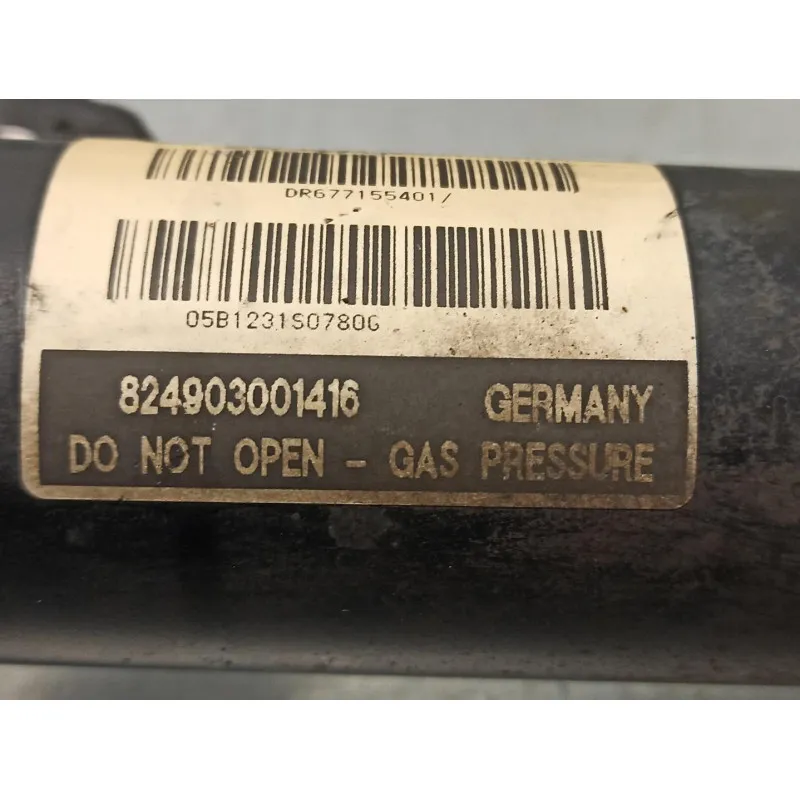 DR677155401/
05B1231S0780G
824903001416 GERMANY
DO NOT OPEN - GAS PRESSURE